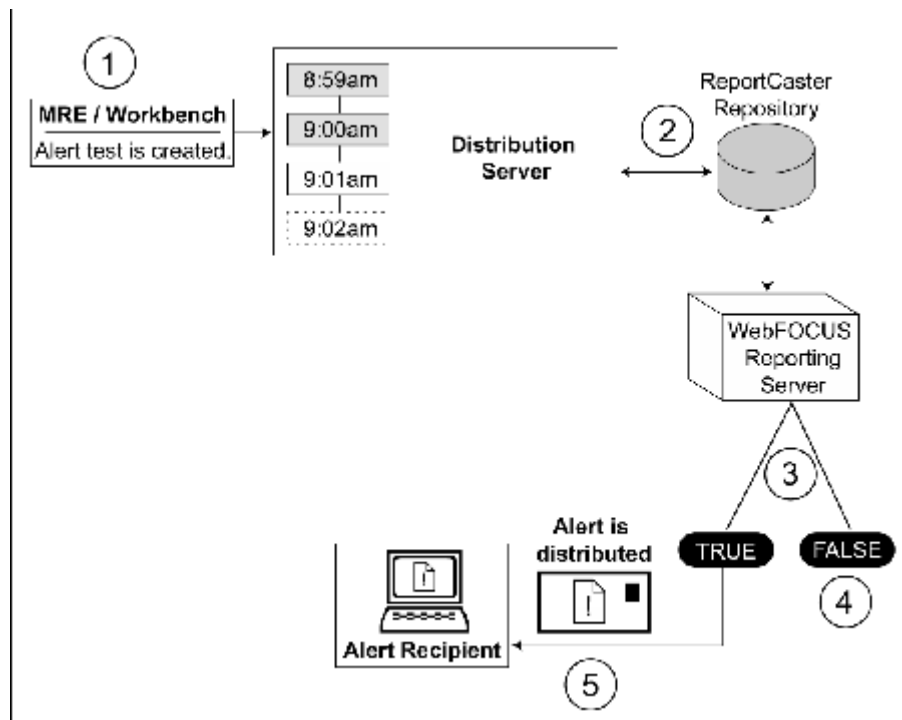 1
MRE / Workbench
Alert test is created.
8:59am
9:00am
9:01am
9:02am
Distribution
Server
2
ReportCaster
Repository
WebFOCUS
Reporting
Server
3
TRUE
FALSE
4
Alert is
distributed
!
!
Alert Recipient
5